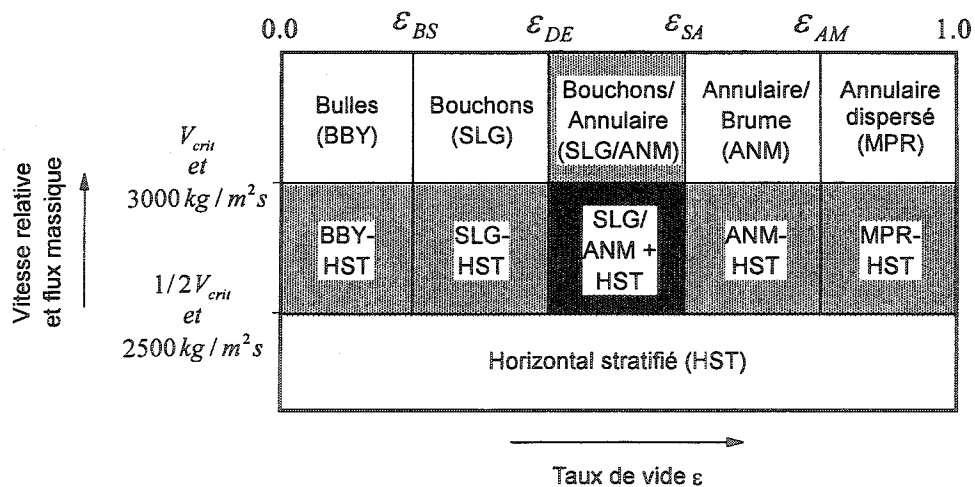 0.0 ε_BS ε_DE ε_SA ε_AM 1.0
Bulles
(BBY)
Bouchons
(SLG)
Bouchons/
Annulaire
(SLG/ANM)
Annulaire/
Brume
(ANM)
Annulaire
dispersé
(MPR)
V_crit
et
3000 kg / m² s
BBY-
HST
SLG-
HST
SLG/
ANM +
HST
ANM-
HST
MPR-
HST
1/2 V_crit
et
2500 kg / m² s
Horizontal stratifié (HST)
Vitesse relative
et flux massique
Taux de vide ε